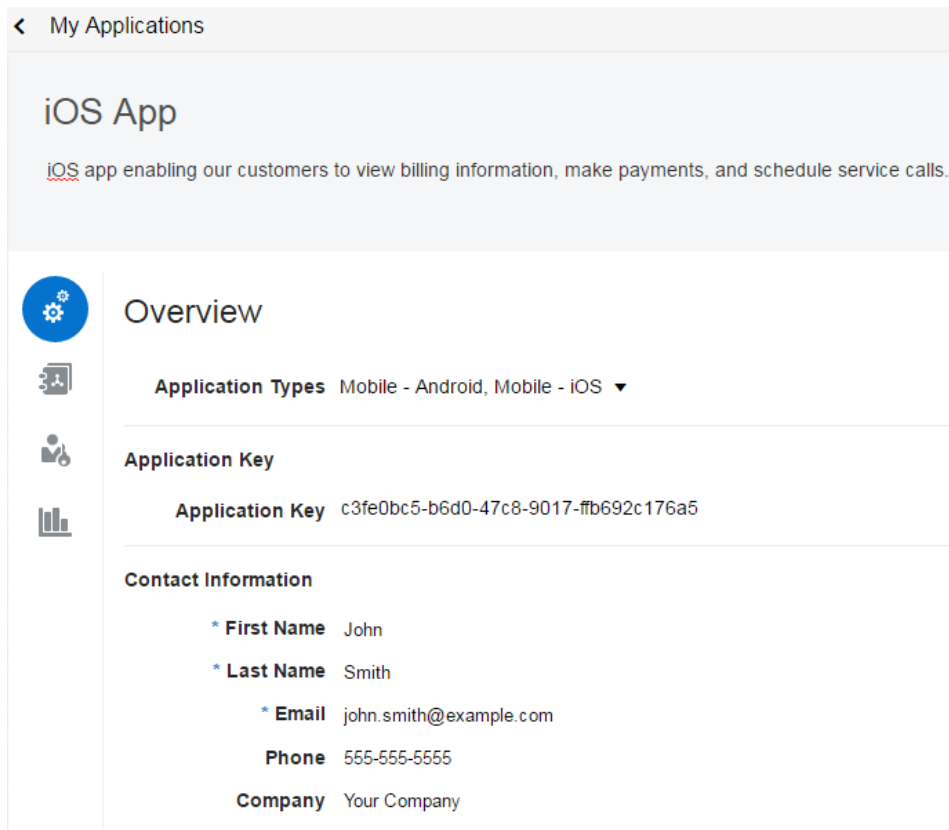 My Applications
iOS App
iOS app enabling our customers to view billing information, make payments, and schedule service calls.
Overview
Application Types Mobile - Android, Mobile - iOS
Application Key
Application Key c3fe0bc5-b6d0-47c8-9017-ffb692c176a5
Contact Information
* First Name John
* Last Name Smith
* Email john.smith@example.com
Phone 555-555-5555
Company Your Company